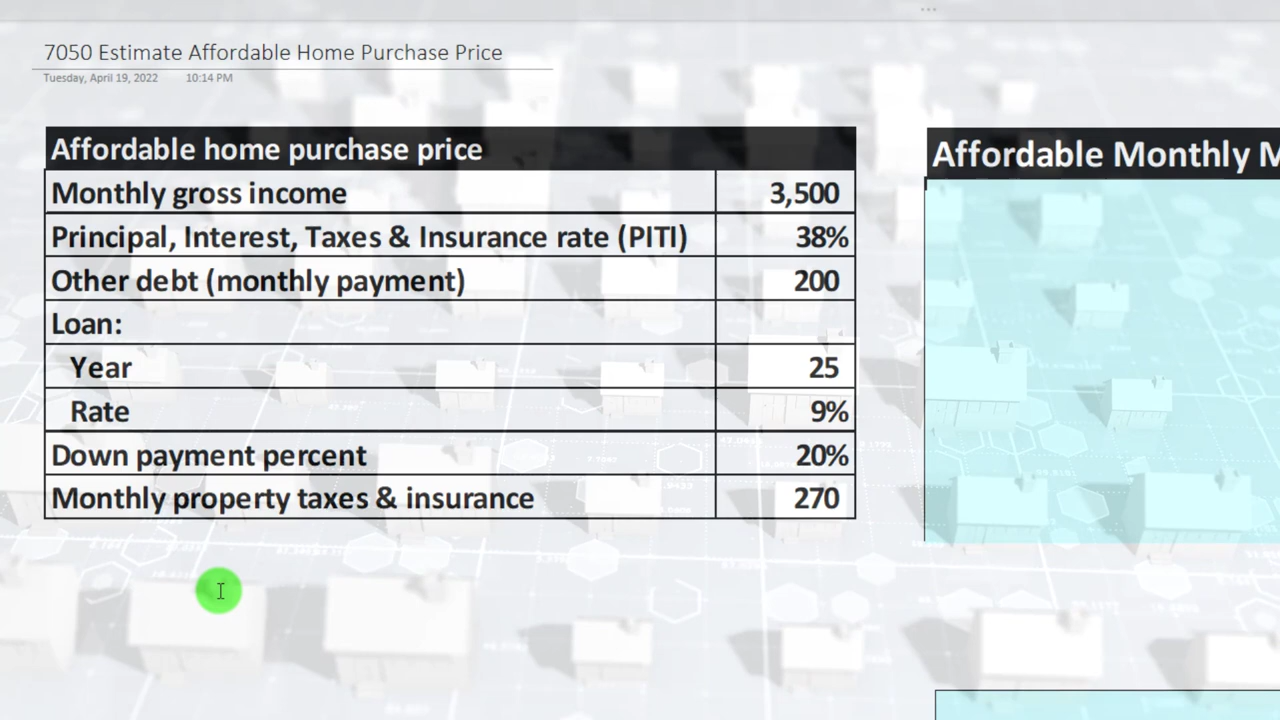 7050 Estimate Affordable Home Purchase Price
Tuesday, April 19, 2022 10:14 PM
Affordable home purchase price
Monthly gross income 3,500
Principal, Interest, Taxes & Insurance rate (PITI) 38%
Other debt (monthly payment) 200
Loan:
Year 25
Rate 9%
Down payment percent 20%
Monthly property taxes & insurance 270
Affordable Monthly M